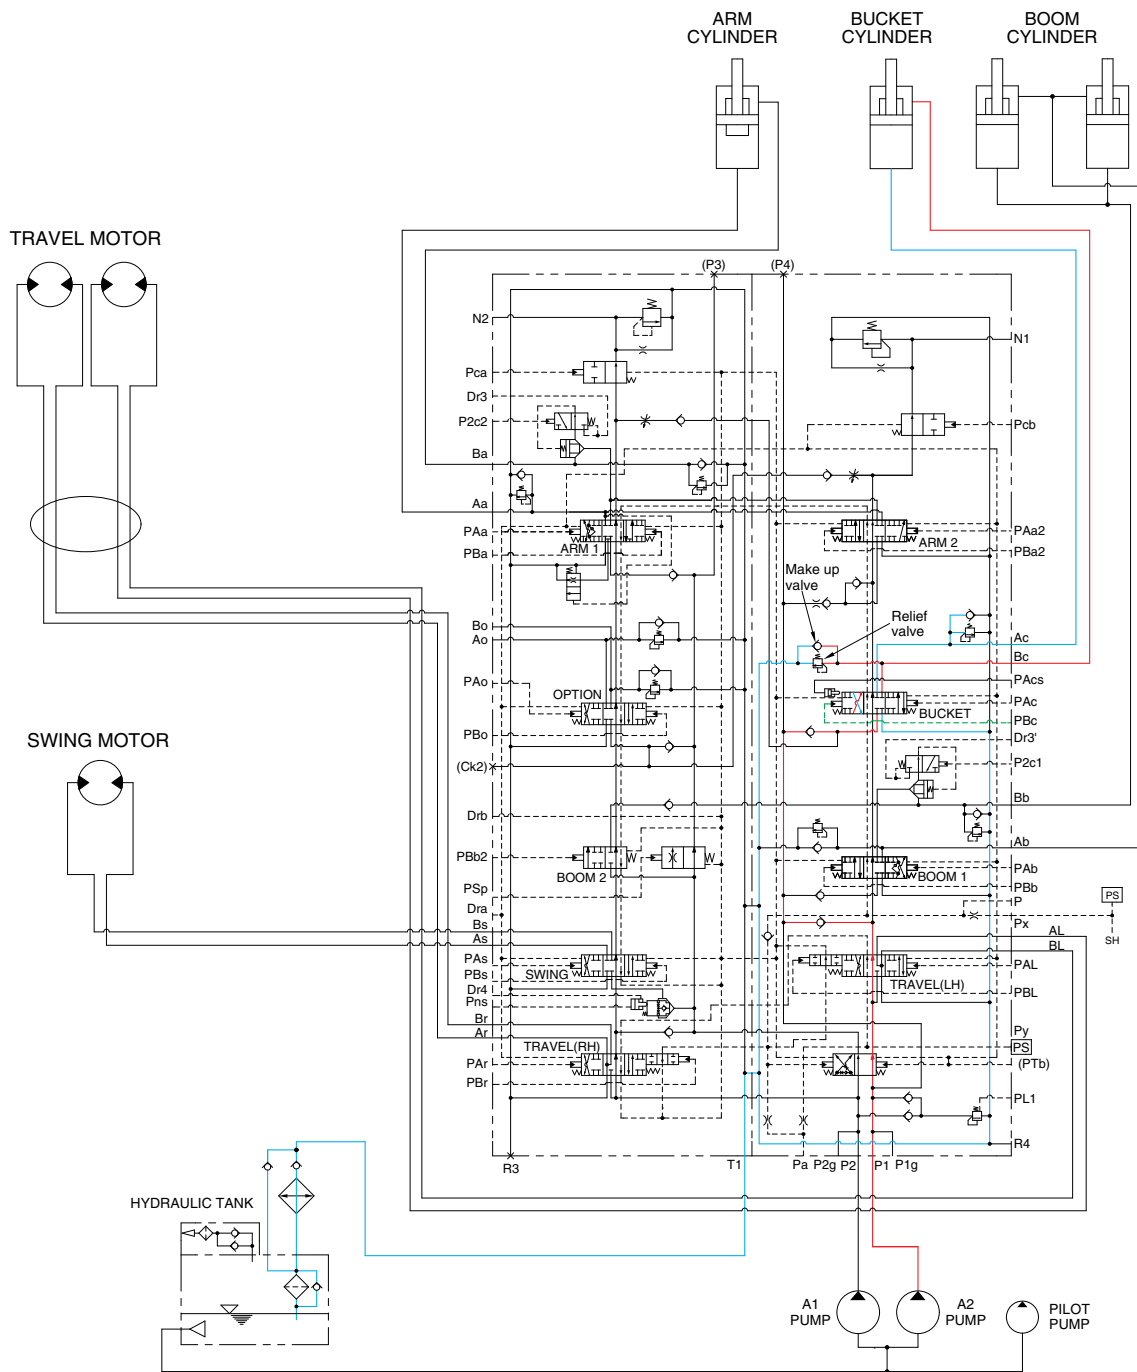 ARM
CYLINDER
BUCKET
CYLINDER
BOOM
CYLINDER
TRAVEL MOTOR
(P3)
(P4)
N2
N1
Pca
Dr3
P2c2
Pcb
Ba
Aa
PAa
ARM 1
ARM 2
PAa2
PBa
PBa2
Make up
valve
Relief
valve
Bo
Ao
Ac
Bc
PAo
OPTION
PAcs
PAc
BUCKET
PBc
PBo
Dr3'
SWING MOTOR
(Ck2)
P2c1
Bb
Drb
Ab
PBb2
BOOM 2
BOOM 1
PAb
PSp
PBb
Dra
P
PS
Bs
Px
As
AL
SH
BL
PAs
PBs
SWING
TRAVEL(LH)
PAL
Dr4
PBL
Pns
Br
Ar
Py
TRAVEL(RH)
PS
PAr
(PTb)
PBr
PL1
R4
R3
T1
Pa
P2g
P2
P1
P1g
HYDRAULIC TANK
A1
PUMP
A2
PUMP
PILOT
PUMP